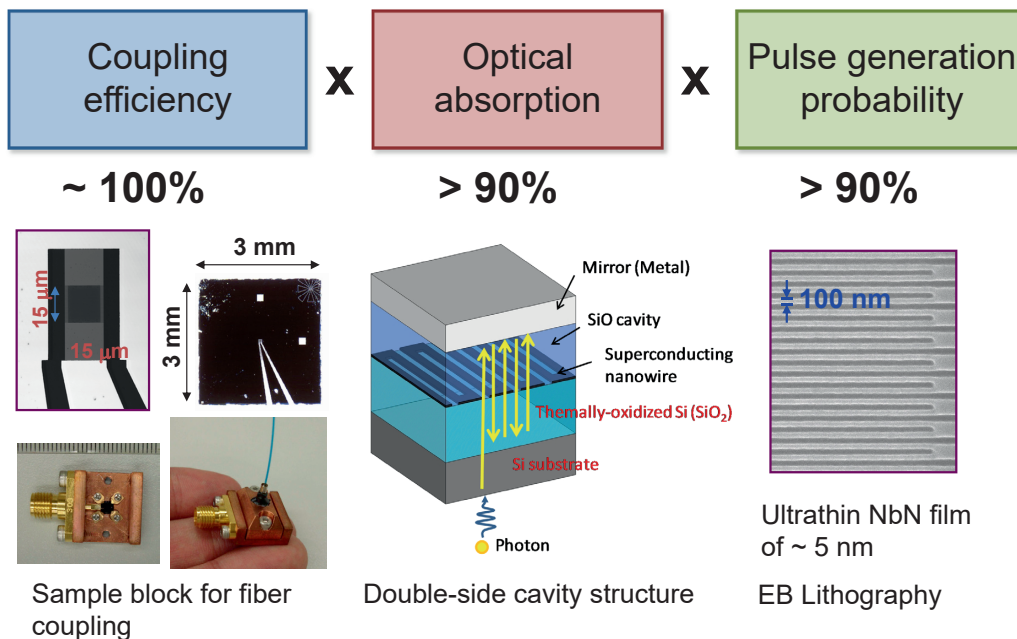 Coupling
efficiency
x
Optical
absorption
x
Pulse generation
probability
~ 100%
> 90%
> 90%
15 μm
15 μm
3 mm
3 mm
Mirror (Metal)
SiO cavity
Superconducting
nanowire
Thermally-oxidized Si (SiO₂)
Si substrate
Photon
100 nm
Sample block for fiber
coupling
Double-side cavity structure
Ultrathin NbN film
of ~ 5 nm
EB Lithography